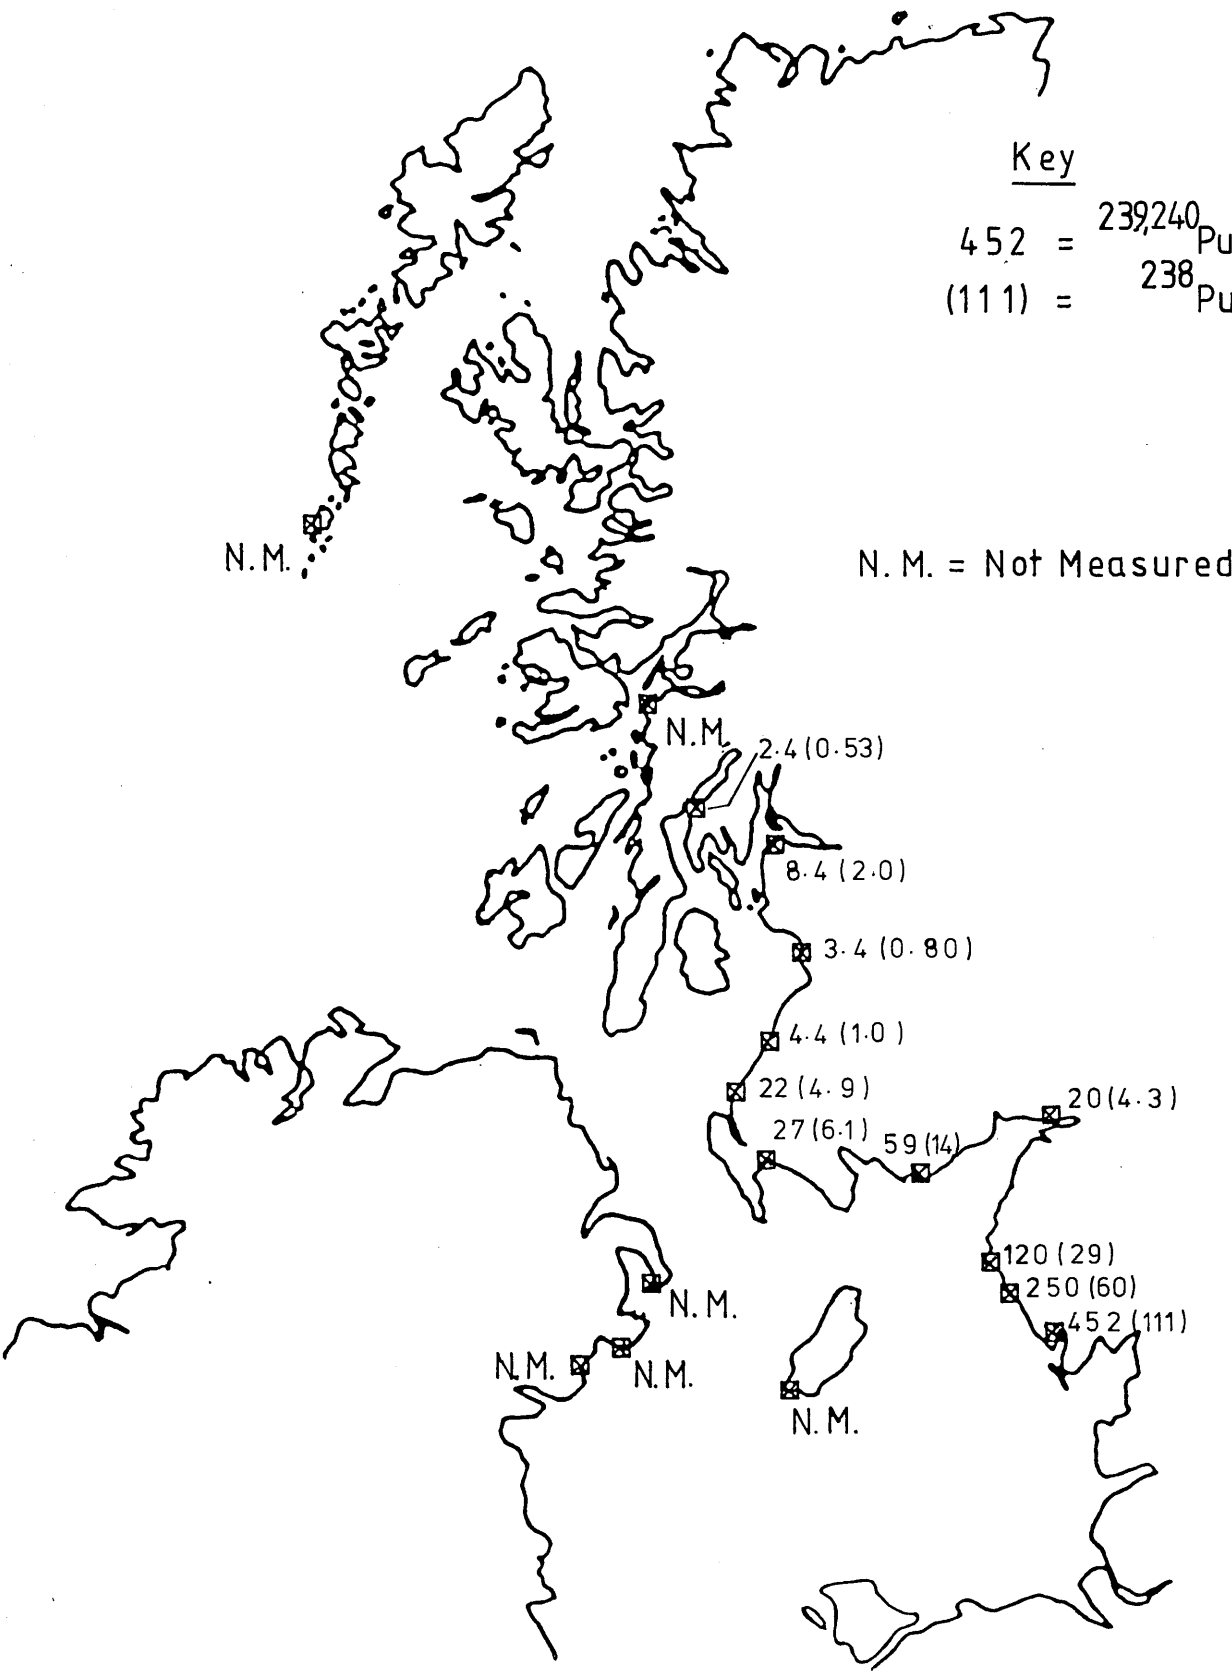 Key
452 = 239,240Pu
(111) = 238Pu
N.M.
N.M. = Not Measured
N.M.
2.4(0.53)
8.4(2.0)
3.4(0.80)
4.4(1.0)
22(4.9)
20(4.3)
27(6.1)
59(14)
120(29)
250(60)
N.M.
452(111)
N.M.
N.M.
N.M.